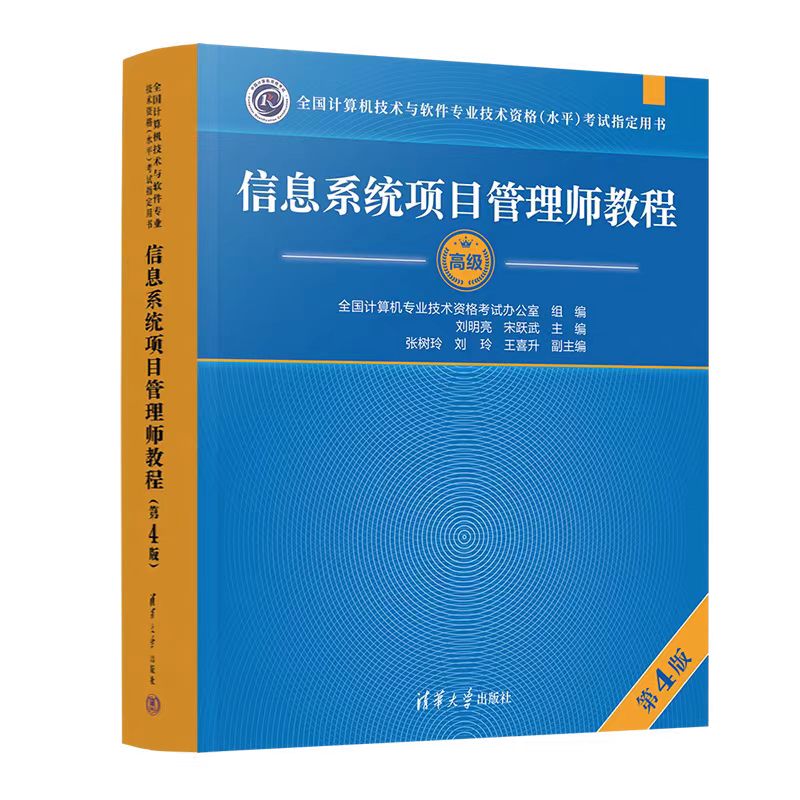 全国计算机技术与软件专业技术资格(水平)考试指定用书
信息系统项目管理师教程
高级
全国计算机专业技术资格考试办公室 组 编
刘明亮 宋跃武 主 编
张树玲 刘 玲 王喜升 副主编
清华大学出版社
第4版
全国计算机技术与软件专业
技术资格(水平)考试指定用书
信息系统项目管理师教程(第4版)
清华大学出版社